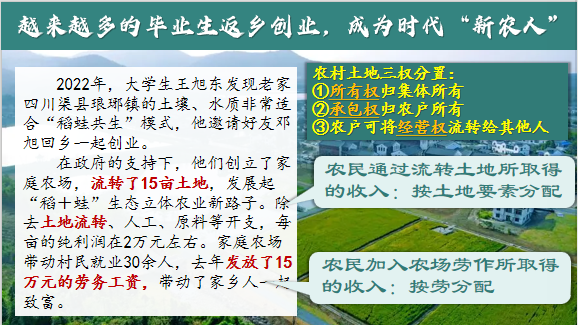 越来越多的毕业生返乡创业，成为时代“新农人”
2022年，大学生王旭东发现老家
四川渠县琅琊镇的土壤、水质非常适
合“稻蛙共生”模式，他邀请好友邓
旭回乡一起创业。
在政府的支持下，他们创立了家
庭农场，流转了15亩土地，发展起
“稻+蛙”生态立体农业新路子。除
去土地流转、人工、原料等开支，每
亩的纯利润在2万元左右。家庭农场
带动村民就业30余人，去年发放了15
万元的劳务工资，带动了家乡人一起
致富。
农村土地三权分置：
①所有权归集体所有
②承包权归农户所有
③农户可将经营权流转给其他人
农民通过流转土地所取得
的收入：按土地要素分配
农民加入农场劳作所取得
的收入：按劳分配